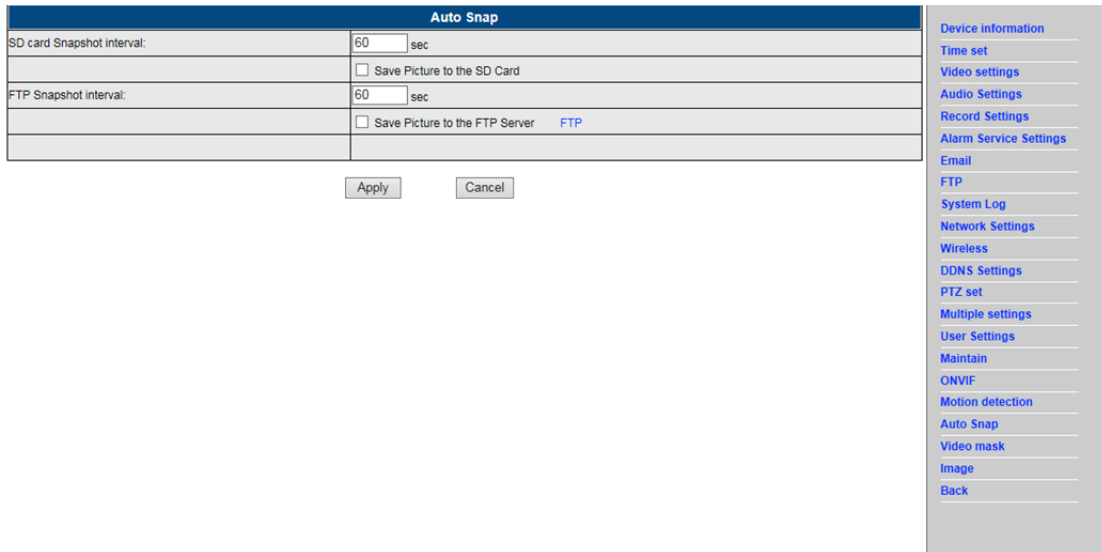 Auto Snap
SD card Snapshot interval: 60 sec
Save Picture to the SD Card
FTP Snapshot interval: 60 sec
Save Picture to the FTP Server FTP
Apply Cancel
Device information
Time set
Video settings
Audio Settings
Record Settings
Alarm Service Settings
Email
FTP
System Log
Network Settings
Wireless
DDNS Settings
PTZ set
Multiple settings
User Settings
Maintain
ONVIF
Motion detection
Auto Snap
Video mask
Image
Back